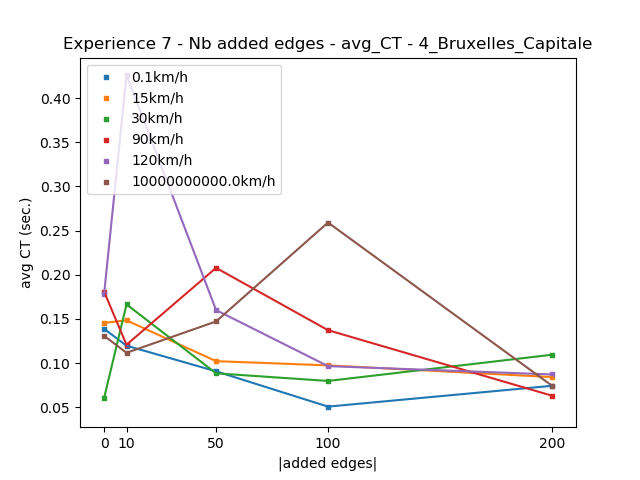 Experience 7 - Nb added edges - avg_CT - 4_Bruxelles_Capitale
0.1km/h
15km/h
30km/h
90km/h
120km/h
10000000000.0km/h
avg CT (sec.)
0.40
0.35
0.30
0.25
0.20
0.15
0.10
0.05
0 10 50 100 200
|added edges|